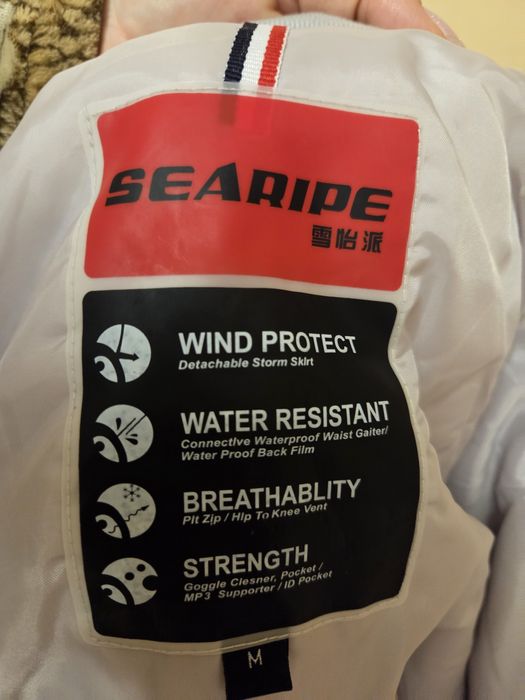 SEARIPE
雪怡派
WIND PROTECT
Detachable Storm Skirt
WATER RESISTANT
Connective Waterproof Waist Gaiter/
Water Proof Back Film
BREATHABLITY
Pit Zip / Hip To Knee Vent
STRENGTH
Goggle Clesner, Pocket /
MP3 Supporter / ID Pocket
M